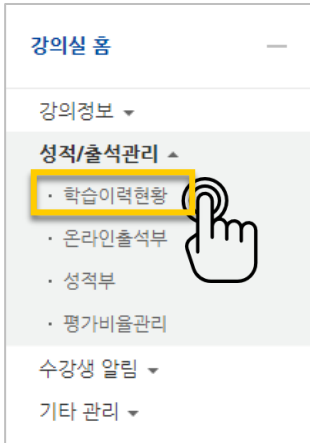 강의실 홈
강의정보
성적/출석관리
· 학습이력현황
· 온라인출석부
· 성적부
· 평가비율관리
수강생 알림
기타 관리